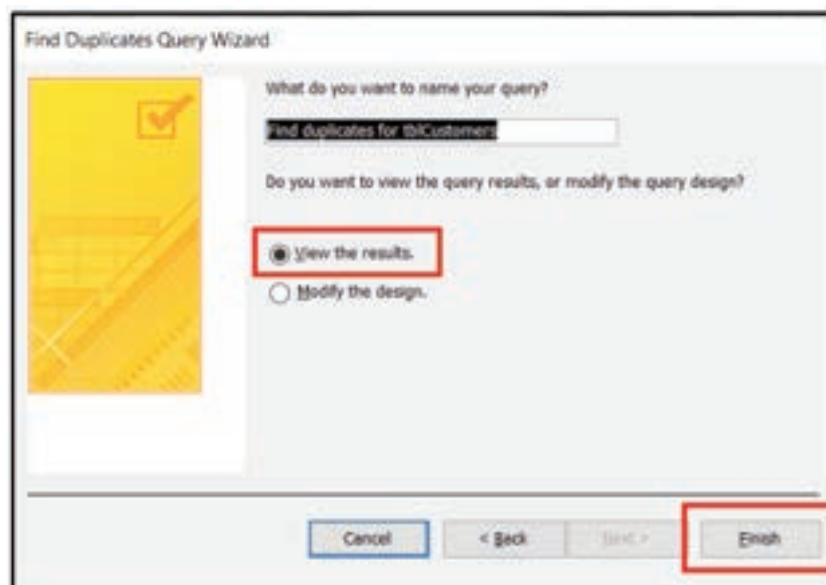 Find Duplicates Query Wizard
What do you want to name your query?
Find duplicates for tblCustomers
Do you want to view the query results, or modify the query design?
View the results.
Modify the design.
Cancel
< Back
Next >
Finish